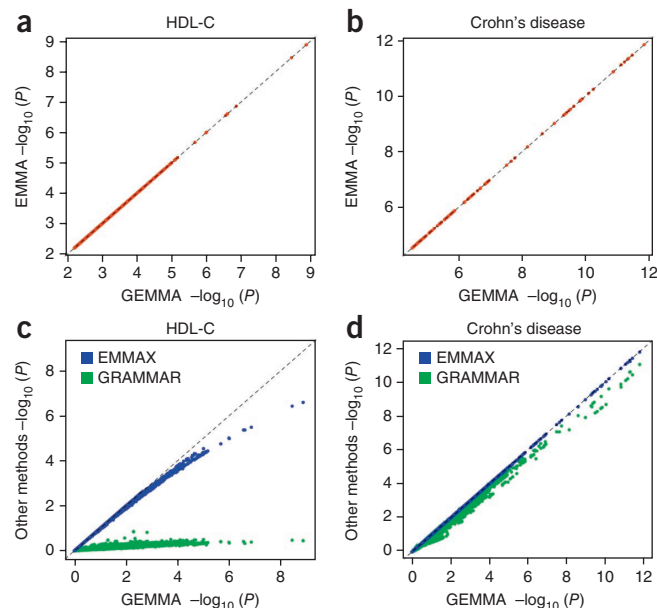 a
HDL-C
EMMA –log10 (P)
9
8
7
6
5
4
3
2
2 3 4 5 6 7 8 9
GEMMA –log10 (P)
b
Crohn's disease
EMMA –log10 (P)
12
10
8
6
6 8 10 12
GEMMA –log10 (P)
c
HDL-C
EMMAX
GRAMMAR
Other methods –log10 (P)
8
6
4
2
0
0 2 4 6 8
GEMMA –log10 (P)
d
Crohn's disease
EMMAX
GRAMMAR
Other methods –log10 (P)
12
10
8
6
4
2
0
0 2 4 6 8 10 12
GEMMA –log10 (P)